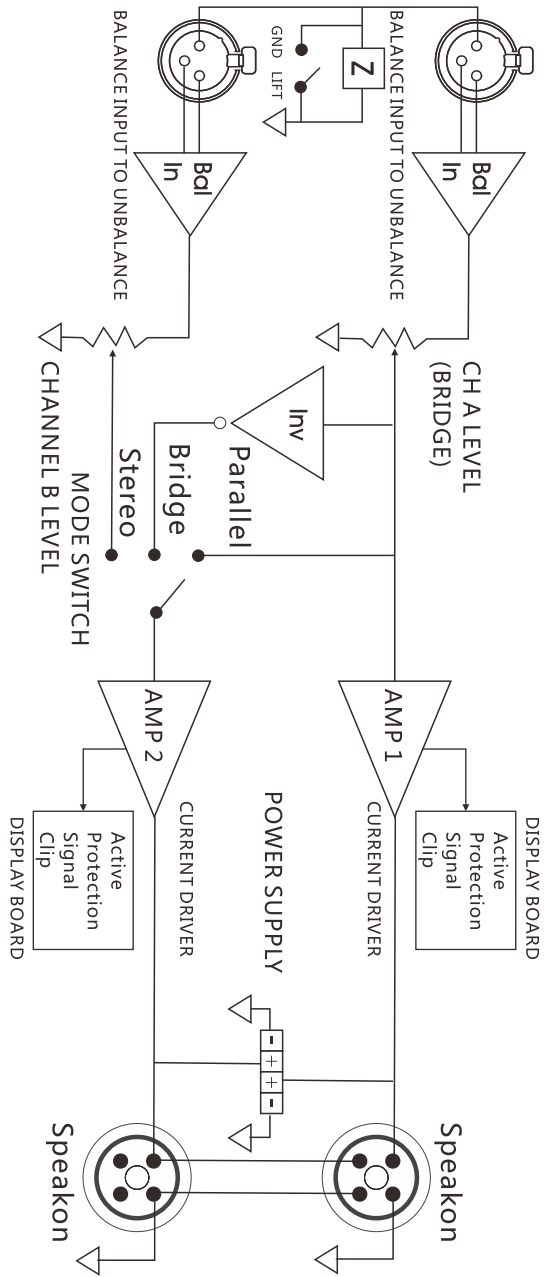 BALANCE INPUT TO UNBALANCE
Bal
In
CH A LEVEL
(BRIDGE)
GND LIFT
Z
Inv
Parallel
Bridge
Stereo
MODE SWITCH
BALANCE INPUT TO UNBALANCE
Bal
In
CHANNEL B LEVEL
AMP 1
CURRENT DRIVER
DISPLAY BOARD
Active
Protection
Signal
Clip
POWER SUPPLY
- + + -
Speakon
AMP 2
CURRENT DRIVER
Active
Protection
Signal
Clip
DISPLAY BOARD
Speakon